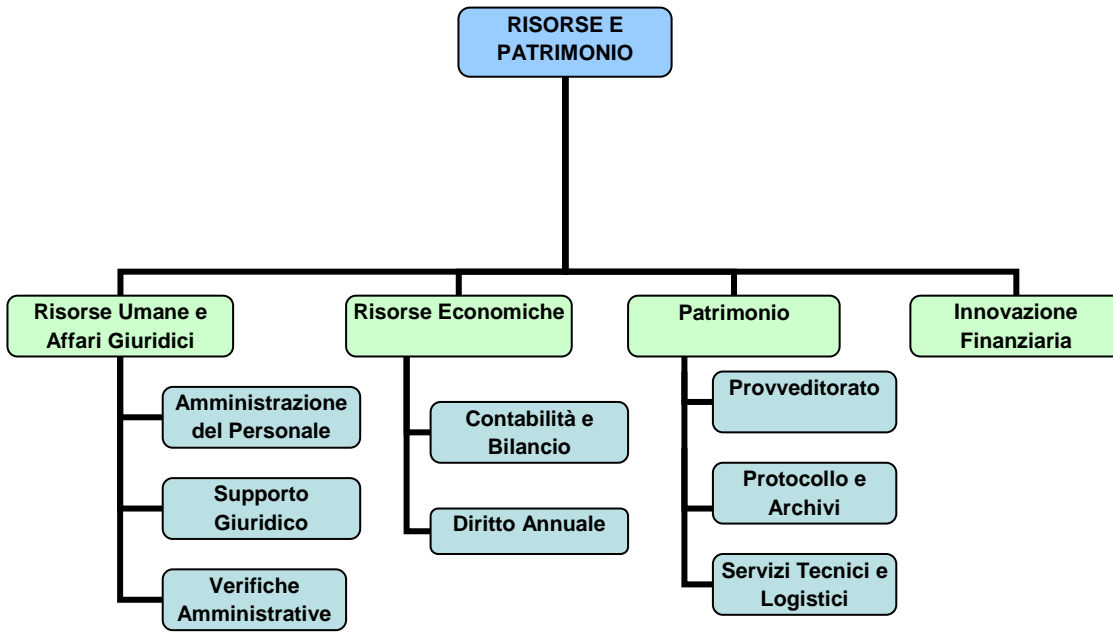 RISORSE E
PATRIMONIO
Risorse Umane e
Affari Giuridici
Risorse Economiche
Patrimonio
Innovazione
Finanziaria
Amministrazione
del Personale
Supporto
Giuridico
Verifiche
Amministrative
Contabilità e
Bilancio
Diritto Annuale
Provveditorato
Protocollo e
Archivi
Servizi Tecnici e
Logistici